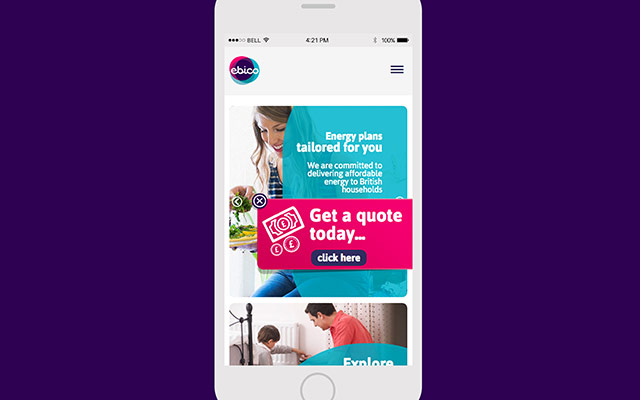 BELL
4:21 PM
100%
ebico
Energy plans
tailored for you
We are committed to
delivering affordable
energy to British
households
Get a quote
today...
click here
£
£
£
Explore